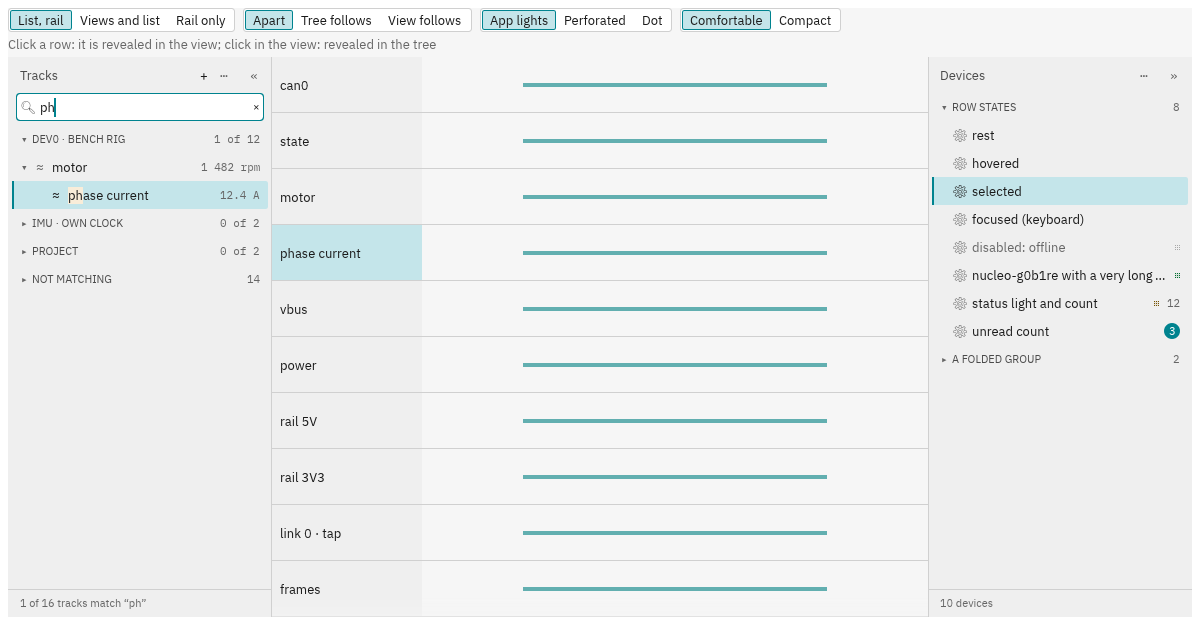 List, rail Views and list Rail only Apart Tree follows View follows App lights Perforated Dot Comfortable Compact
Click a row: it is revealed in the view; click in the view: revealed in the tree
Tracks + ⋯ «
ph ×
▾ DEV0 · BENCH RIG 1 of 12
▾ ≈ motor 1 482 rpm
≈ phase current 12.4 A
▸ IMU · OWN CLOCK 0 of 2
▸ PROJECT 0 of 2
▸ NOT MATCHING 14
1 of 16 tracks match “ph”
can0
state
motor
phase current
vbus
power
rail 5V
rail 3V3
link 0 · tap
frames
Devices ⋯ »
▾ ROW STATES 8
rest
hovered
selected
focused (keyboard)
disabled: offline
nucleo-g0b1re with a very long …
status light and count 12
unread count 3
▸ A FOLDED GROUP 2
10 devices